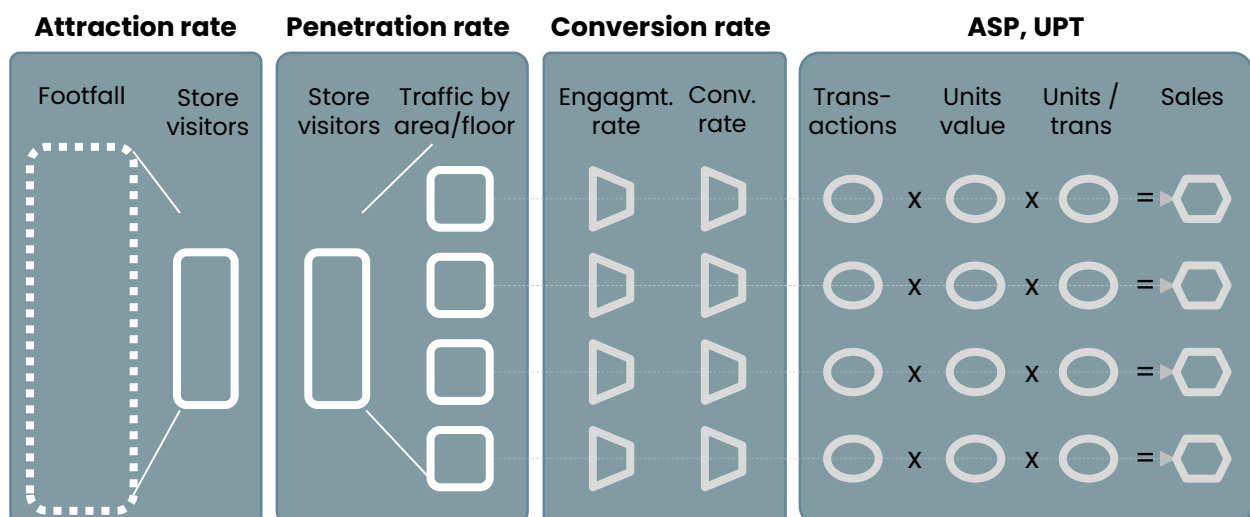 Attraction rate
Penetration rate
Conversion rate
ASP, UPT
Footfall
Store
visitors
Store
visitors
Traffic by
area/floor
Engagmt.
rate
Conv.
rate
Trans-
actions
Units
value
Units /
trans
Sales
x x =
x x =
x x =
x x =